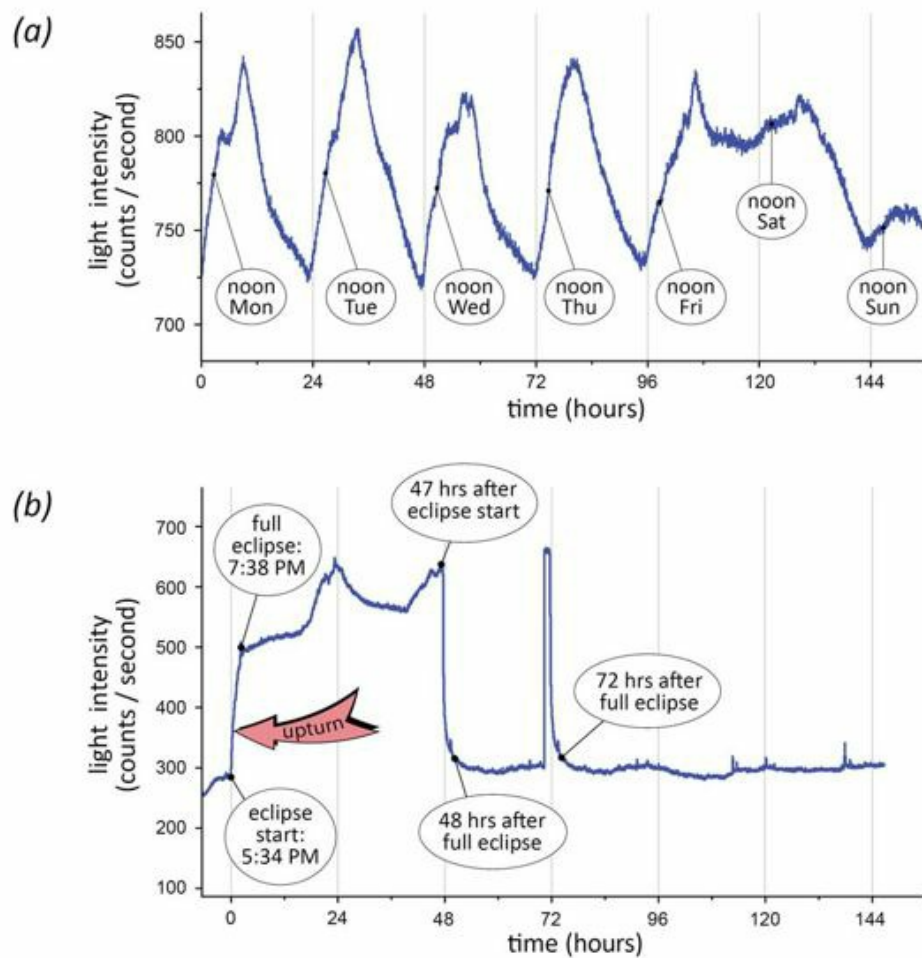 (a)
light intensity
(counts / second)
850
800
750
700
noon
Mon
noon
Tue
noon
Wed
noon
Thu
noon
Fri
noon
Sat
noon
Sun
0 24 48 72 96 120 144
time (hours)
(b)
light intensity
(counts / second)
700
600
500
400
300
200
100
full
eclipse:
7:38 PM
47 hrs after
eclipse start
upturn
72 hrs after
full eclipse
eclipse
start:
5:34 PM
48 hrs after
full eclipse
0 24 48 72 96 120 144
time (hours)